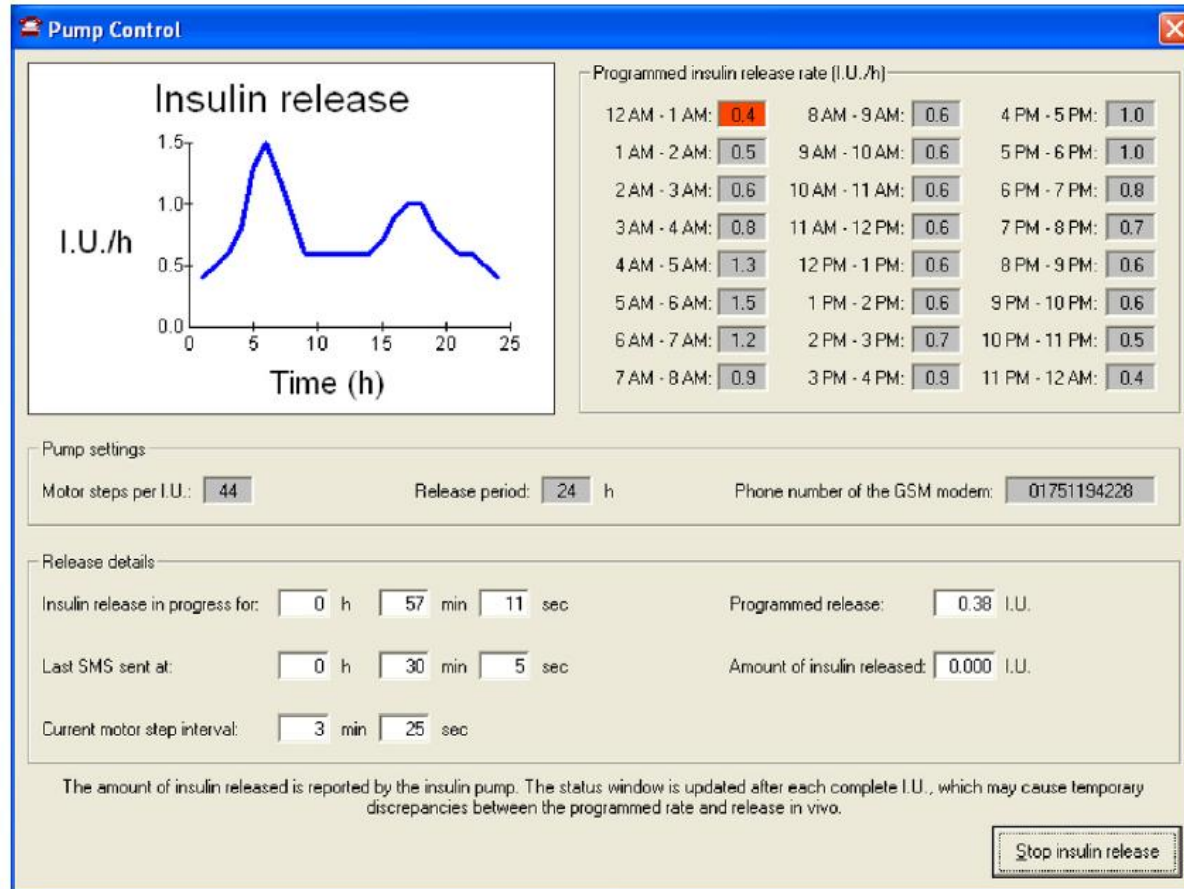 Pump Control
Insulin release
1.5
1.0
I.U./h
0.5
0.0
0 5 10 15 20 25
Time (h)
Programmed insulin release rate (I.U./h)
12 AM - 1 AM: 0.4 8 AM - 9 AM: 0.6 4 PM - 5 PM: 1.0
1 AM - 2 AM: 0.5 9 AM - 10 AM: 0.6 5 PM - 6 PM: 1.0
2 AM - 3 AM: 0.6 10 AM - 11 AM: 0.6 6 PM - 7 PM: 0.8
3 AM - 4 AM: 0.8 11 AM - 12 PM: 0.6 7 PM - 8 PM: 0.7
4 AM - 5 AM: 1.3 12 PM - 1 PM: 0.6 8 PM - 9 PM: 0.6
5 AM - 6 AM: 1.5 1 PM - 2 PM: 0.6 9 PM - 10 PM: 0.6
6 AM - 7 AM: 1.2 2 PM - 3 PM: 0.7 10 PM - 11 PM: 0.5
7 AM - 8 AM: 0.9 3 PM - 4 PM: 0.9 11 PM - 12 AM: 0.4
Pump settings
Motor steps per I.U.: 44 Release period: 24 h Phone number of the GSM modem: 01751194228
Release details
Insulin release in progress for: 0 h 57 min 11 sec Programmed release: 0.38 I.U.
Last SMS sent at: 0 h 30 min 5 sec Amount of insulin released: 0.000 I.U.
Current motor step interval: 3 min 25 sec
The amount of insulin released is reported by the insulin pump. The status window is updated after each complete I.U., which may cause temporary
discrepancies between the programmed rate and release in vivo.
Stop insulin release